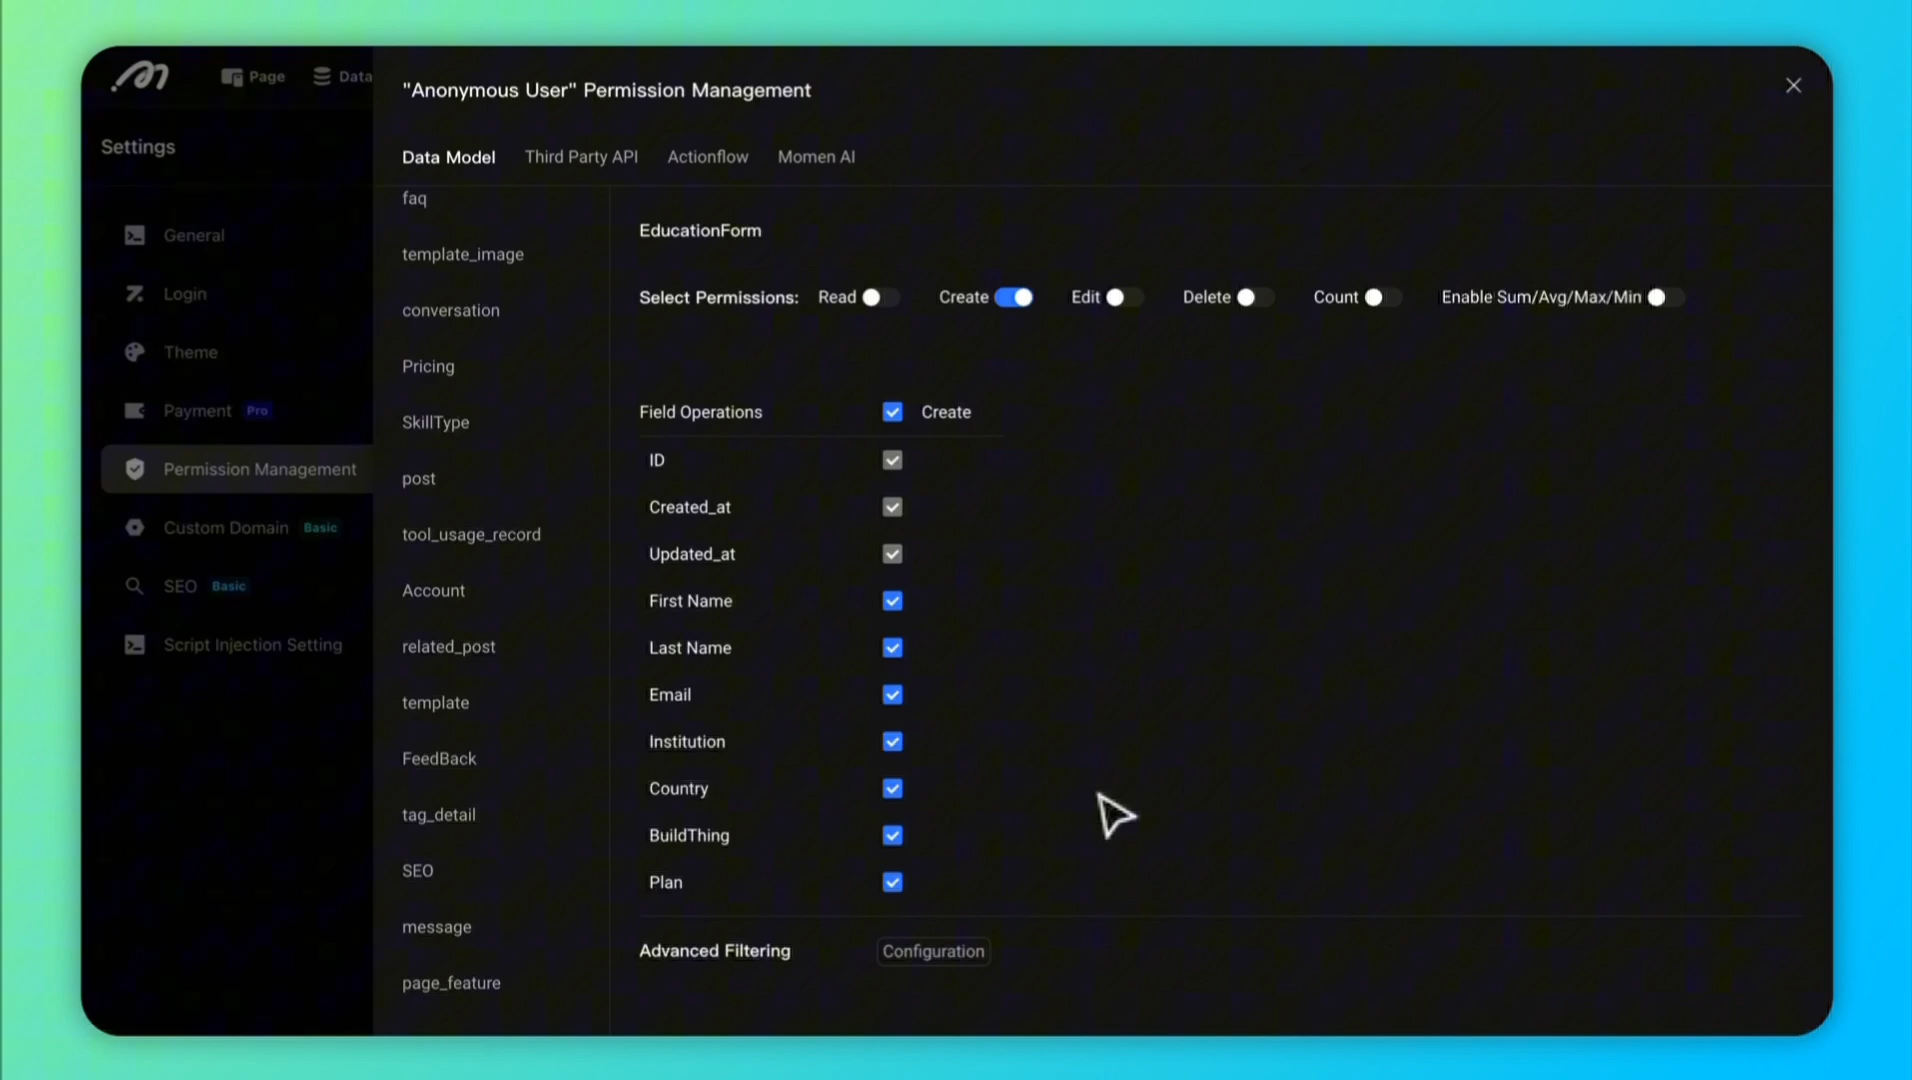 Page
Data
"Anonymous User" Permission Management
Settings
Data Model
Third Party API
Actionflow
Momen AI
General
Login
Theme
Payment Pro
Permission Management
Custom Domain Basic
SEO Basic
Script Injection Setting
faq
template_image
conversation
Pricing
SkillType
post
tool_usage_record
Account
related_post
template
FeedBack
tag_detail
SEO
message
page_feature
EducationForm
Select Permissions: Read Create Edit Delete Count Enable Sum/Avg/Max/Min
Field Operations Create
ID
Created_at
Updated_at
First Name
Last Name
Email
Institution
Country
BuildThing
Plan
Advanced Filtering Configuration